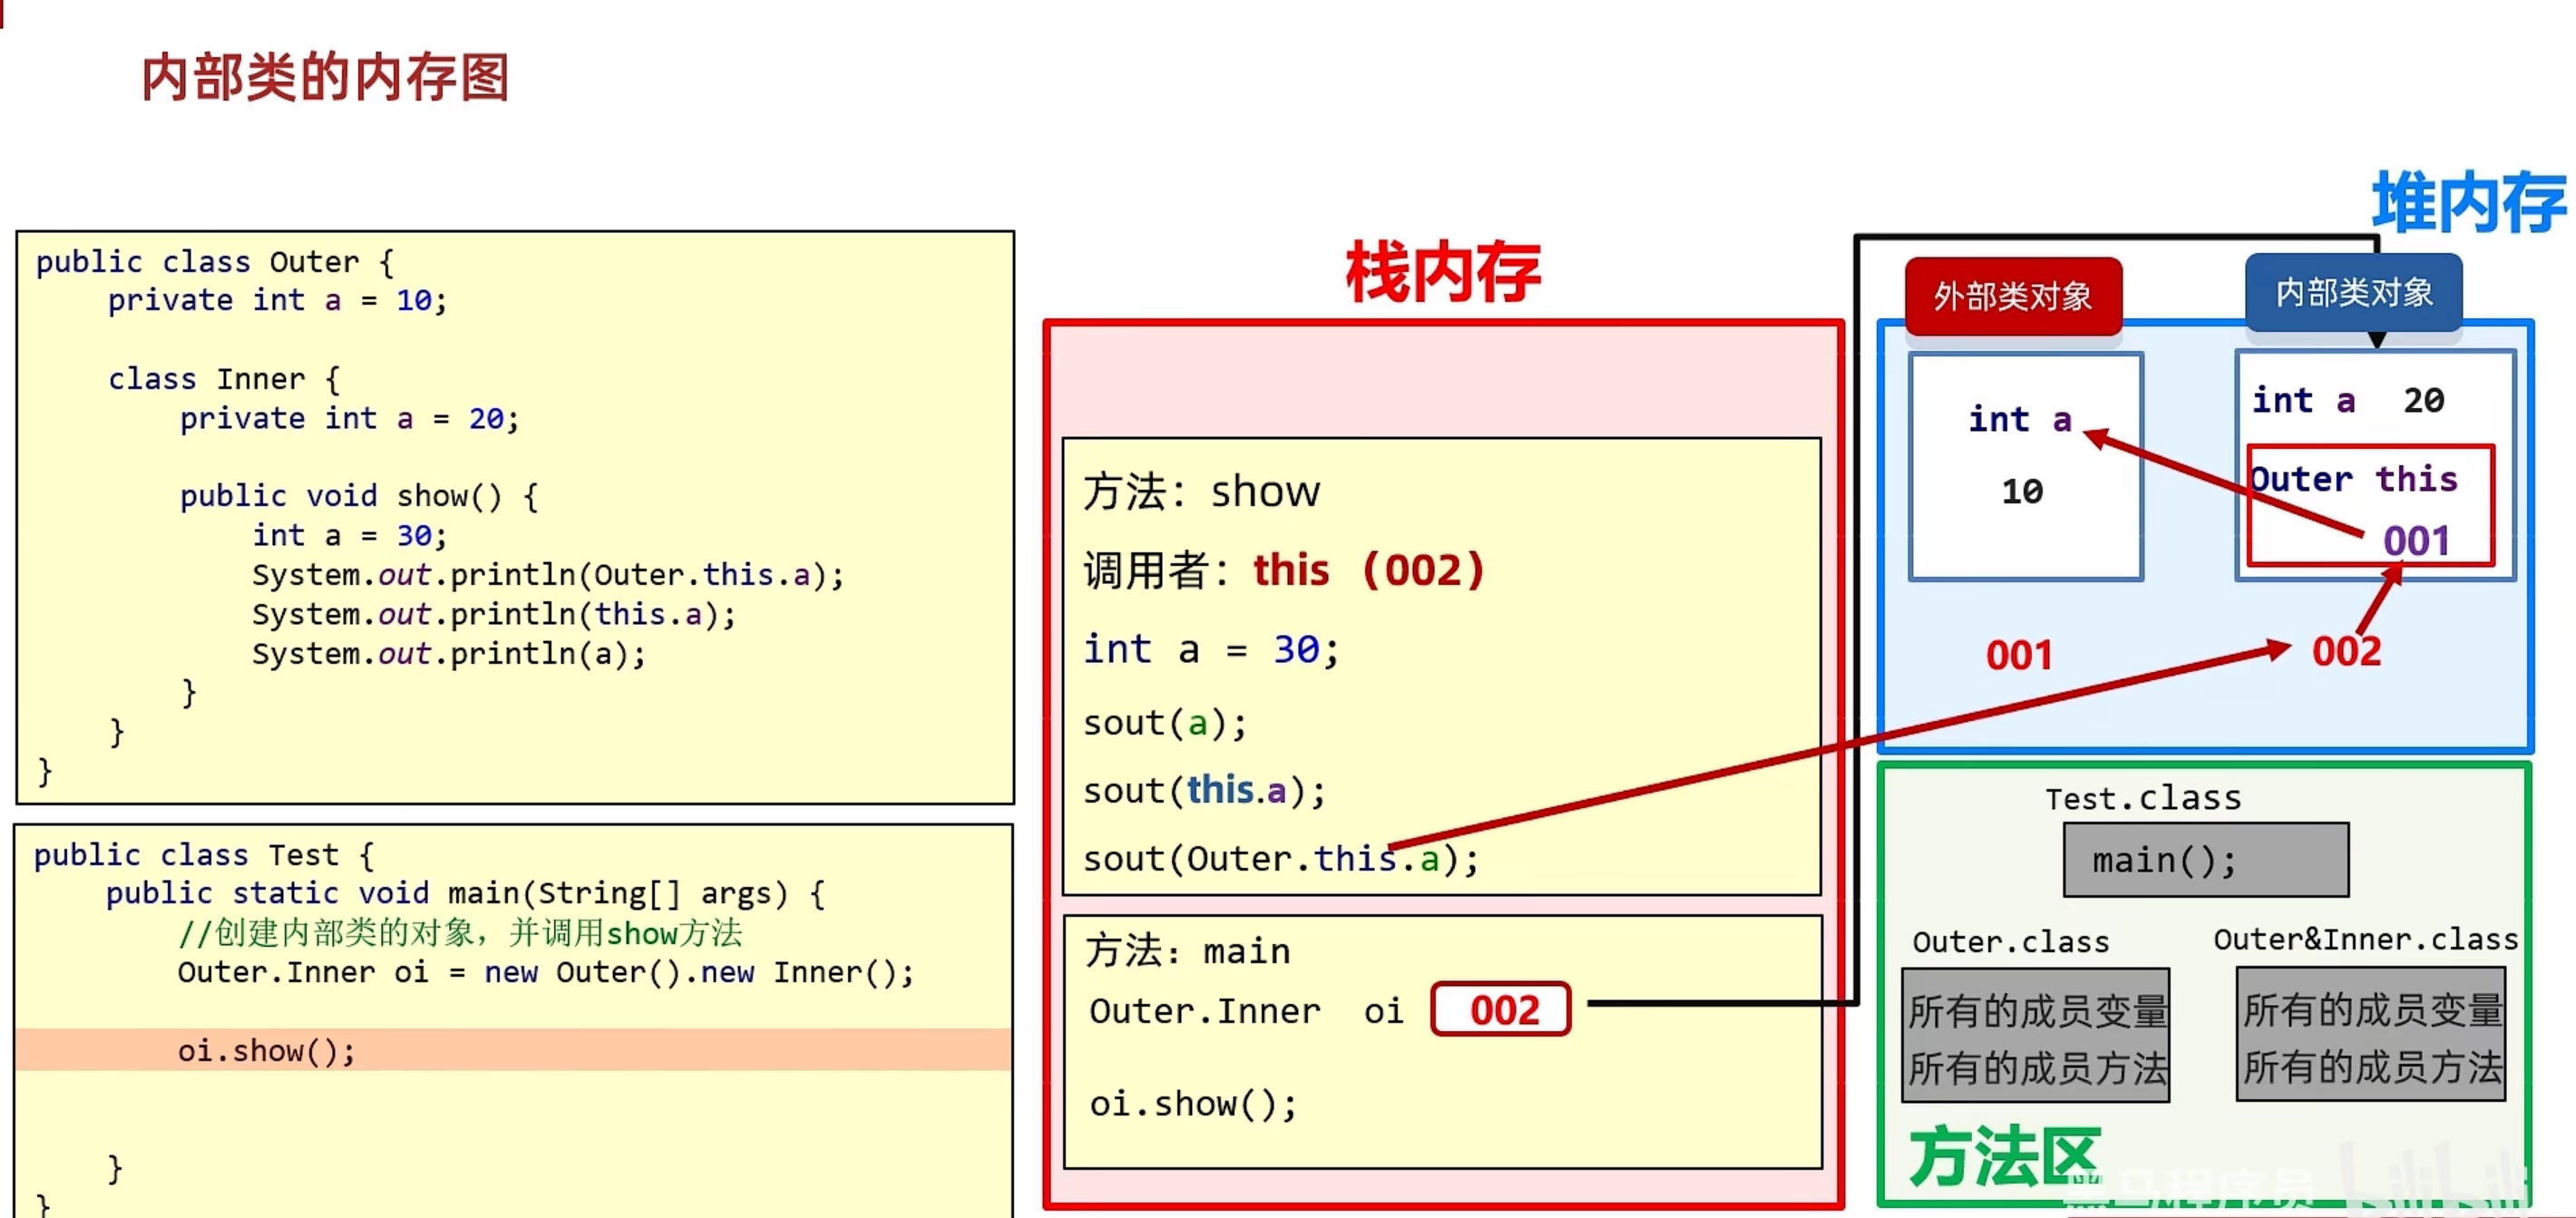 内部类的内存图
public class Outer {
    private int a = 10;
    class Inner {
        private int a = 20;
        public void show() {
            int a = 30;
            System.out.println(Outer.this.a);
            System.out.println(this.a);
            System.out.println(a);
        }
    }
}
public class Test {
    public static void main(String[] args) {
        //创建内部类的对象，并调用show方法
        Outer.Inner oi = new Outer().new Inner();
        oi.show();
    }
}
栈内存
方法：show
调用者：this（002）
int a = 30;
sout(a);
sout(this.a);
sout(Outer.this.a);
方法：main
Outer.Inner oi 002
oi.show();
堆内存
外部类对象
int a
10
001
内部类对象
int a 20
Outer this
001
002
Test.class
main();
Outer.class
所有的成员变量
所有的成员方法
Outer&Inner.class
所有的成员变量
所有的成员方法
方法区
黑马程序员
bilibili